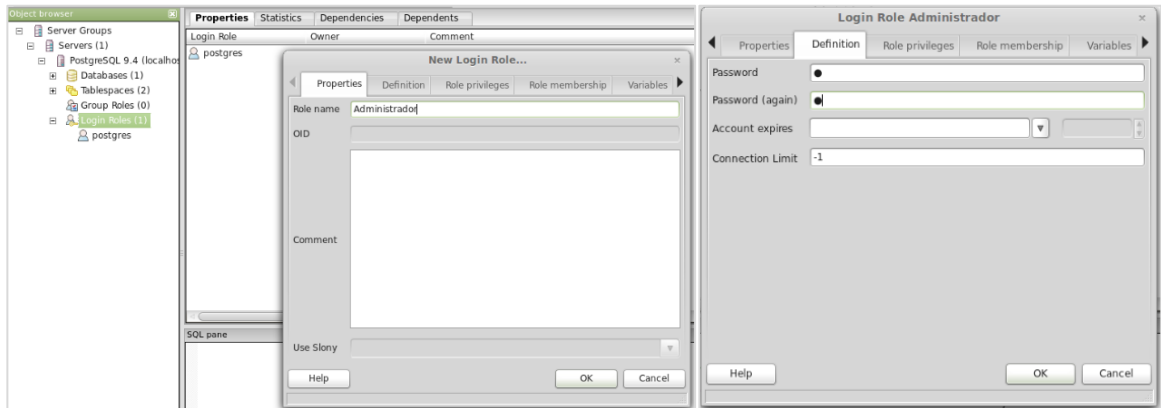 Object browser
Server Groups
Servers (1)
PostgreSQL 9.4 (localhos
Databases (1)
Tablespaces (2)
Group Roles (0)
Login Roles (1)
postgres
Properties Statistics Dependencies Dependents
Login Role Owner Comment
postgres
SQL pane
New Login Role...
Properties Definition Role privileges Role membership Variables
Role name Administrador
OID
Comment
Use Slony
Help OK Cancel
Login Role Administrador
Properties Definition Role privileges Role membership Variables
Password
Password (again)
Account expires
Connection Limit -1
Help OK Cancel